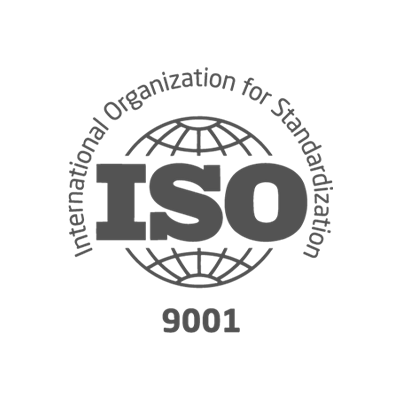 International Organization for Standardization
ISO
9001